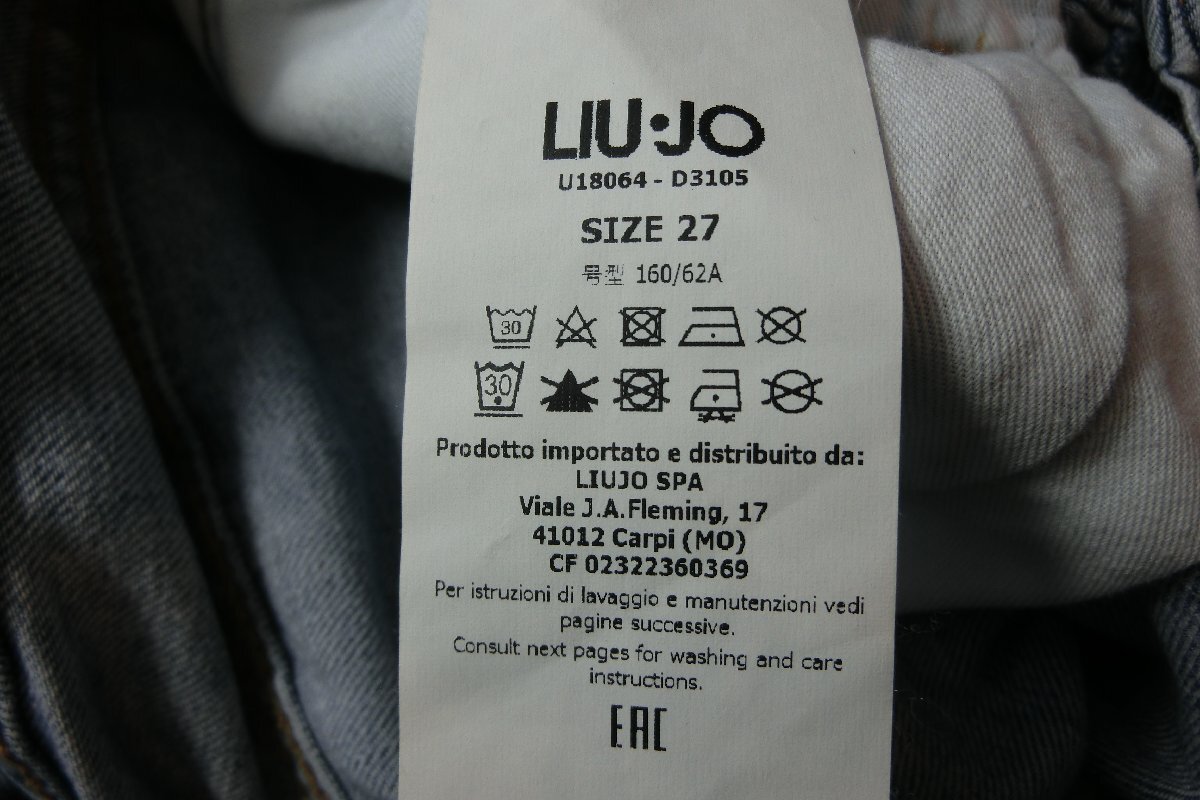 LIU·JO
U18064 - D3105
SIZE 27
号型 160/62A
30
30
Prodotto importato e distribuito da:
LIUJO SPA
Viale J.A.Fleming, 17
41012 Carpi (MO)
CF 02322360369
Per istruzioni di lavaggio e manutenzioni vedi
pagine successive.
Consult next pages for washing and care
instructions.
EAC